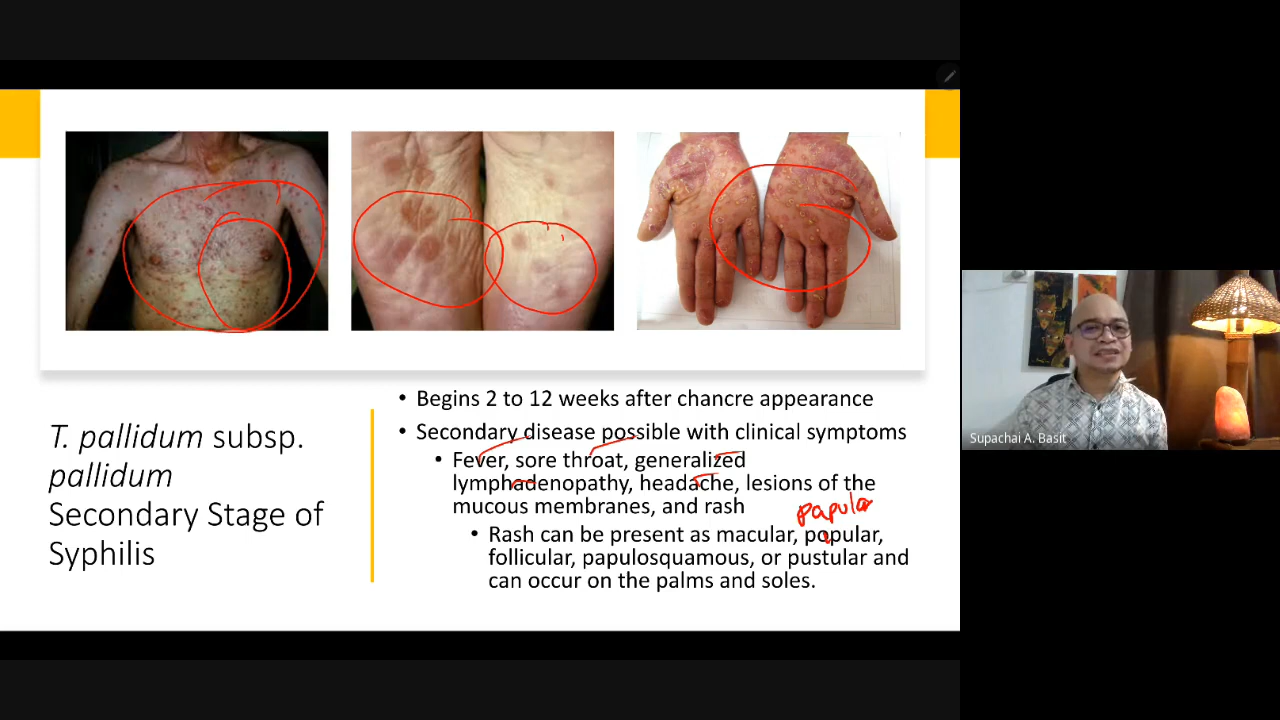 T. pallidum subsp.
pallidum
Secondary Stage of
Syphilis
• Begins 2 to 12 weeks after chancre appearance
• Secondary disease possible with clinical symptoms
• Fever, sore throat, generalized
lymphadenopathy, headache, lesions of the
mucous membranes, and rash
papular
• Rash can be present as macular, popular,
follicular, papulosquamous, or pustular and
can occur on the palms and soles.
Supachai A. Basit